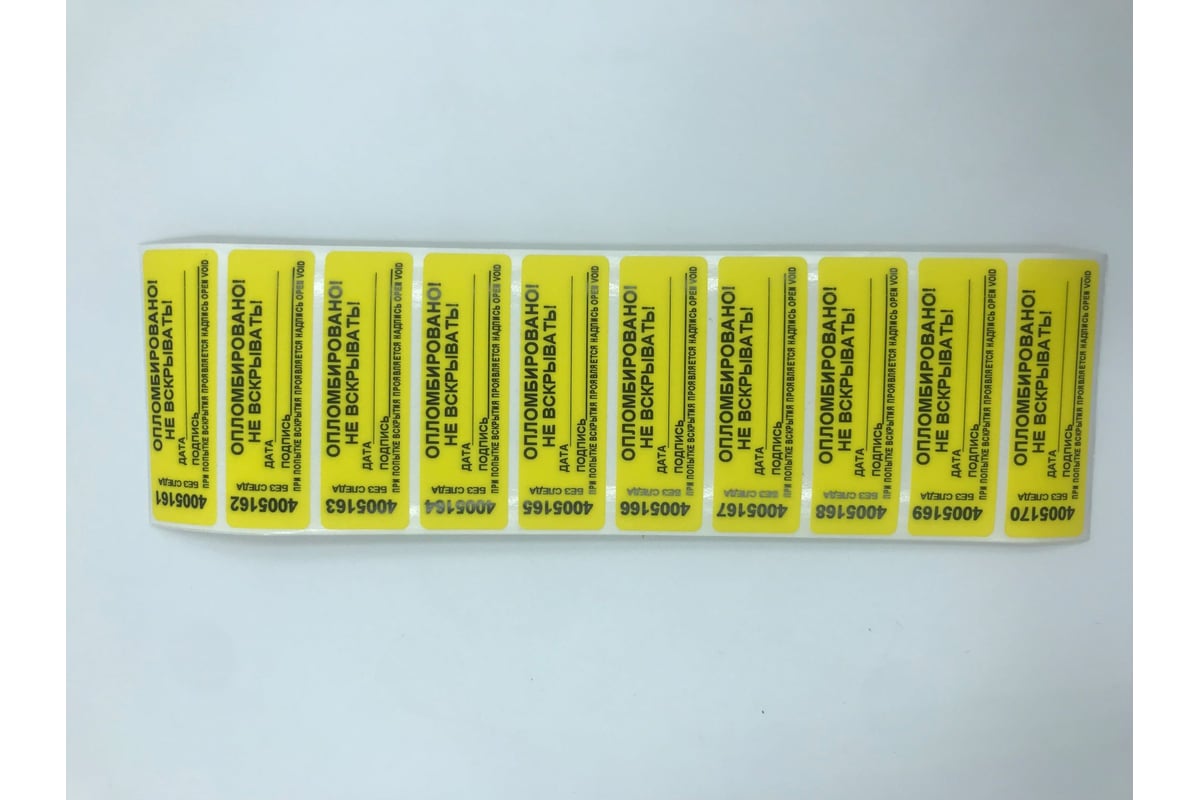 ОПЛОМБИРОВАНО!
НЕ ВСКРЫВАТЬ!
ДАТА
ПОДПИСЬ
ПРИ ПОПЫТКЕ ВСКРЫТИЯ ПРОЯВЛЯЕТСЯ НАДПИСЬ OPEN VOID
БЕЗ СЛЕДА
4005161
ОПЛОМБИРОВАНО!
НЕ ВСКРЫВАТЬ!
ДАТА
ПОДПИСЬ
ПРИ ПОПЫТКЕ ВСКРЫТИЯ ПРОЯВЛЯЕТСЯ НАДПИСЬ OPEN VOID
БЕЗ СЛЕДА
4005162
ОПЛОМБИРОВАНО!
НЕ ВСКРЫВАТЬ!
ДАТА
ПОДПИСЬ
ПРИ ПОПЫТКЕ ВСКРЫТИЯ ПРОЯВЛЯЕТСЯ НАДПИСЬ OPEN VOID
БЕЗ СЛЕДА
4005163
ОПЛОМБИРОВАНО!
НЕ ВСКРЫВАТЬ!
ДАТА
ПОДПИСЬ
ПРИ ПОПЫТКЕ ВСКРЫТИЯ ПРОЯВЛЯЕТСЯ НАДПИСЬ OPEN VOID
БЕЗ СЛЕДА
4005164
ОПЛОМБИРОВАНО!
НЕ ВСКРЫВАТЬ!
ДАТА
ПОДПИСЬ
ПРИ ПОПЫТКЕ ВСКРЫТИЯ ПРОЯВЛЯЕТСЯ НАДПИСЬ OPEN VOID
БЕЗ СЛЕДА
4005165
ОПЛОМБИРОВАНО!
НЕ ВСКРЫВАТЬ!
ДАТА
ПОДПИСЬ
ПРИ ПОПЫТКЕ ВСКРЫТИЯ ПРОЯВЛЯЕТСЯ НАДПИСЬ OPEN VOID
БЕЗ СЛЕДА
4005166
ОПЛОМБИРОВАНО!
НЕ ВСКРЫВАТЬ!
ДАТА
ПОДПИСЬ
ПРИ ПОПЫТКЕ ВСКРЫТИЯ ПРОЯВЛЯЕТСЯ НАДПИСЬ OPEN VOID
БЕЗ СЛЕДА
4005167
ОПЛОМБИРОВАНО!
НЕ ВСКРЫВАТЬ!
ДАТА
ПОДПИСЬ
ПРИ ПОПЫТКЕ ВСКРЫТИЯ ПРОЯВЛЯЕТСЯ НАДПИСЬ OPEN VOID
БЕЗ СЛЕДА
4005168
ОПЛОМБИРОВАНО!
НЕ ВСКРЫВАТЬ!
ДАТА
ПОДПИСЬ
ПРИ ПОПЫТКЕ ВСКРЫТИЯ ПРОЯВЛЯЕТСЯ НАДПИСЬ OPEN VOID
БЕЗ СЛЕДА
4005169
ОПЛОМБИРОВАНО!
НЕ ВСКРЫВАТЬ!
ДАТА
ПОДПИСЬ
ПРИ ПОПЫТКЕ ВСКРЫТИЯ ПРОЯВЛЯЕТСЯ НАДПИСЬ OPEN VOID
БЕЗ СЛЕДА
4005170